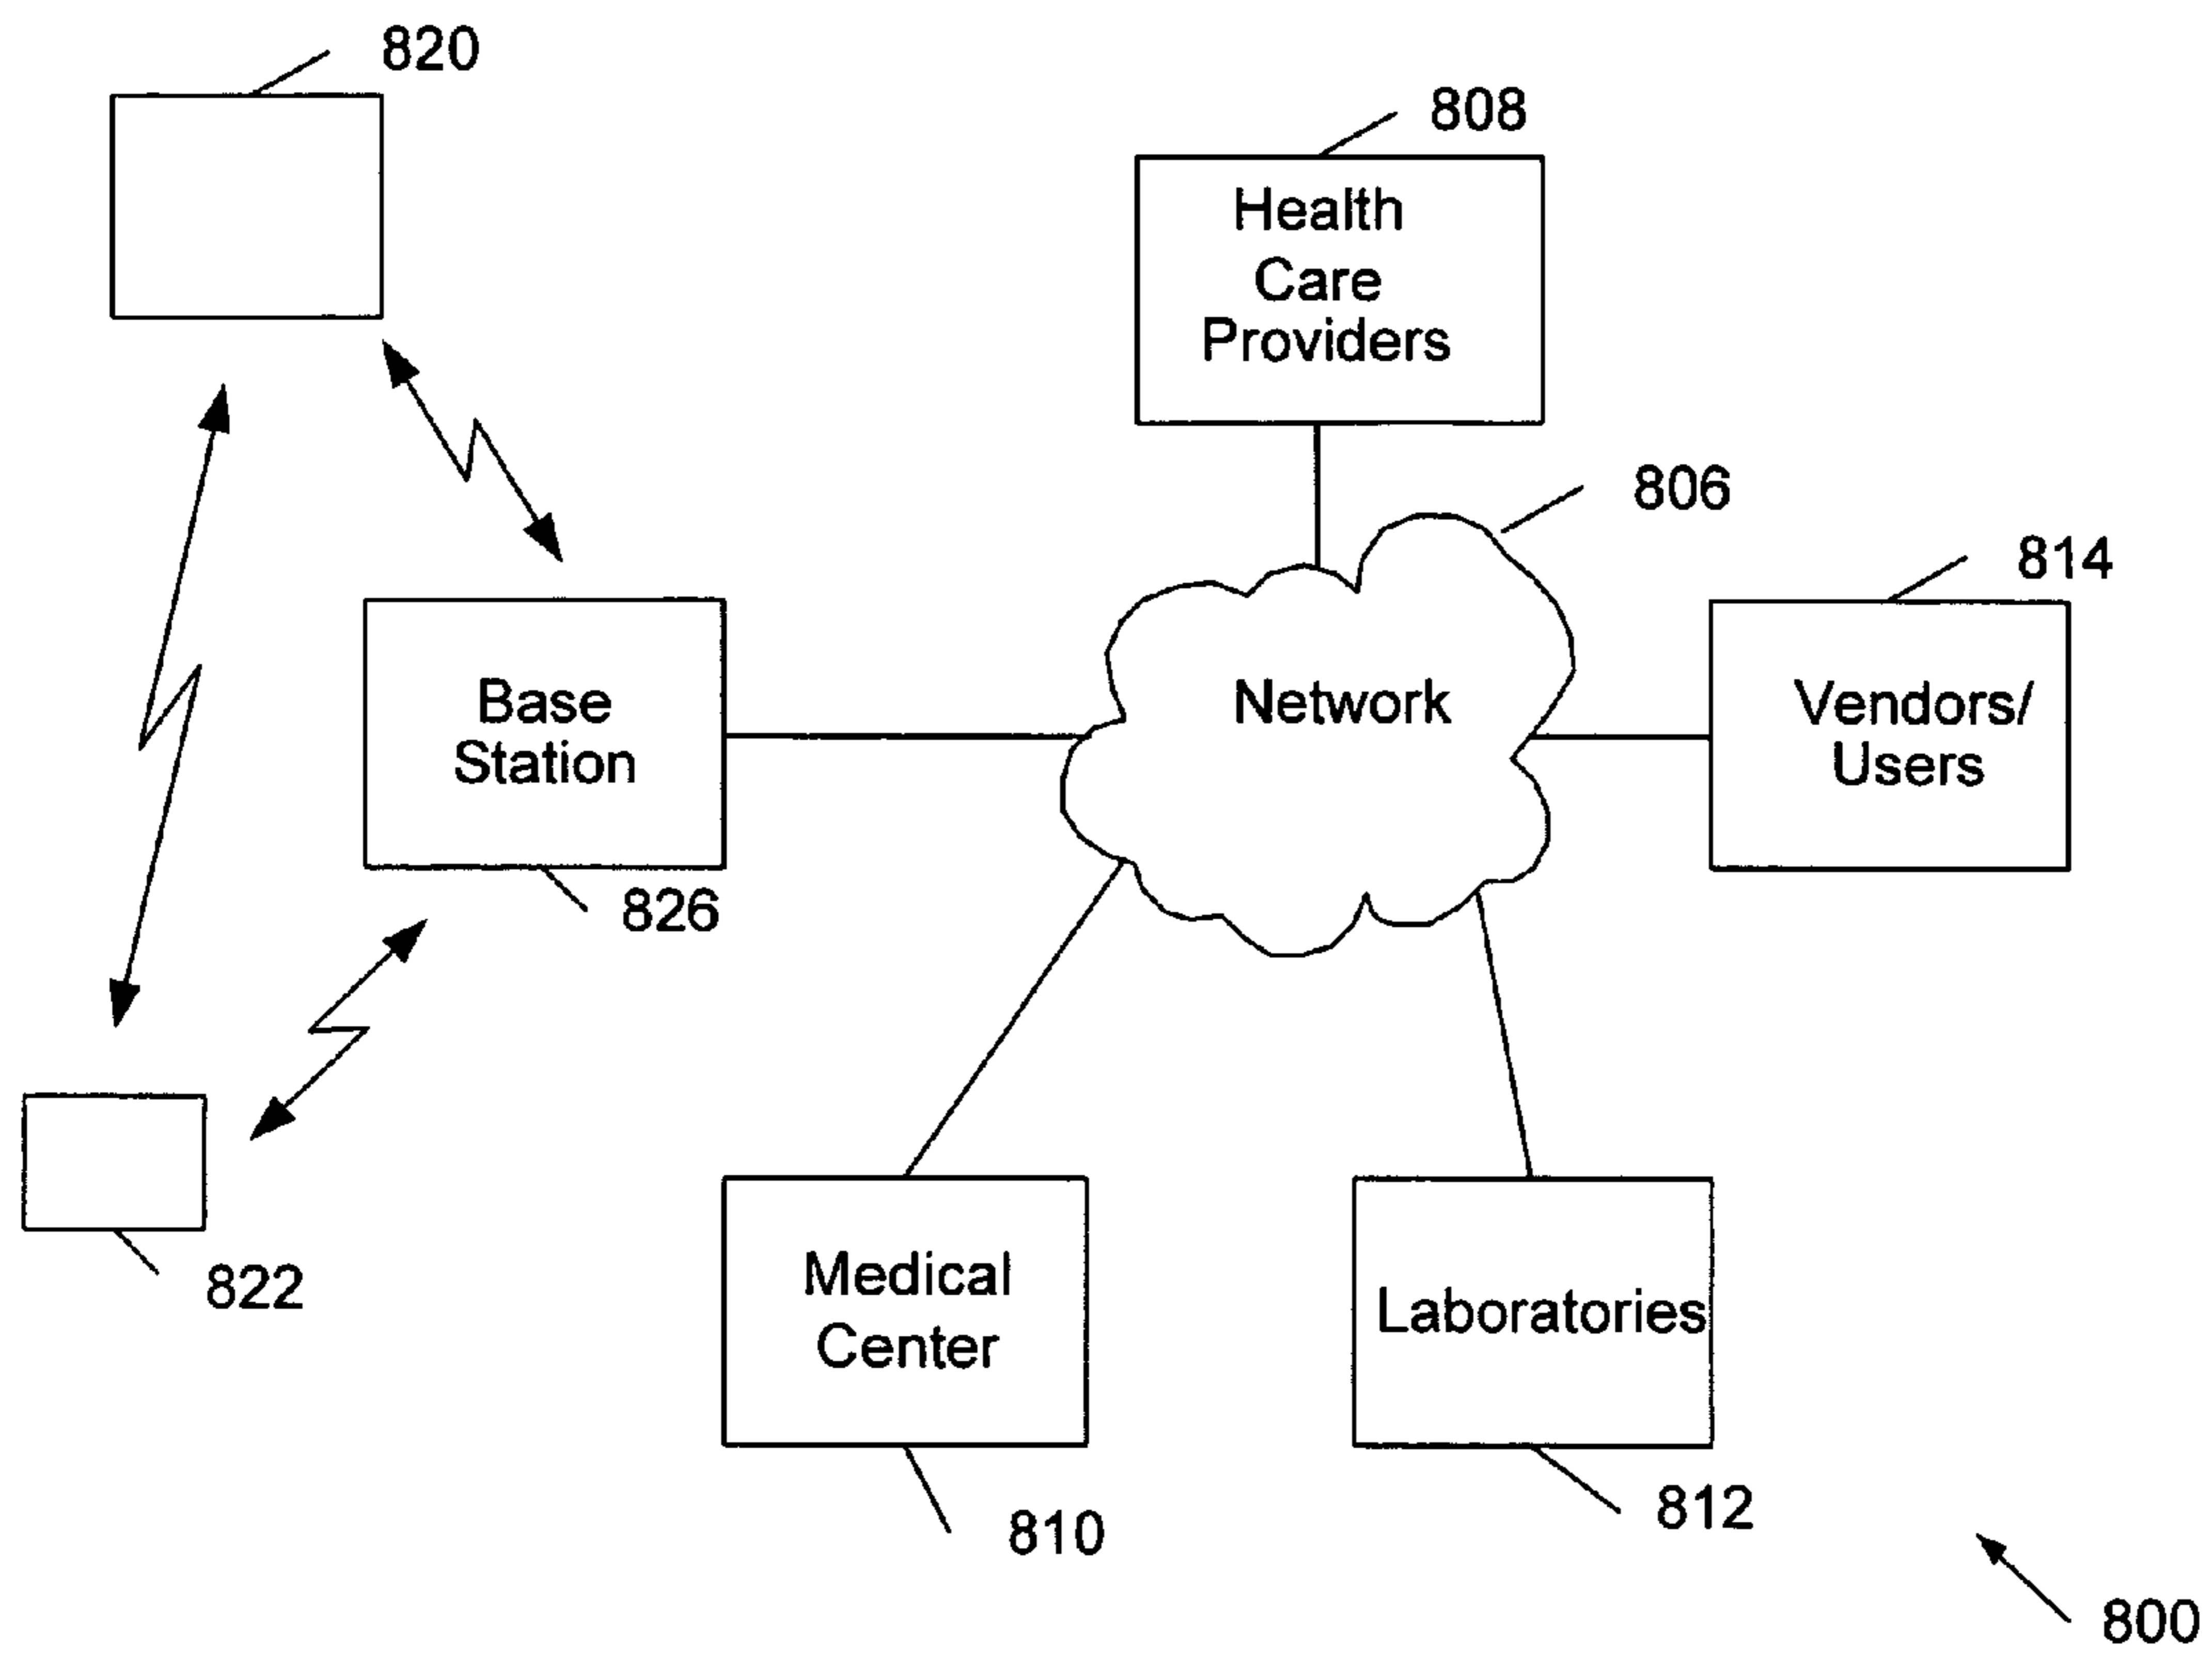 820
808
Health
Care
Providers
806
814
Network
Vendors/
Users
Base
Station
826
822
Medical
Center
Laboratories
810
812
800